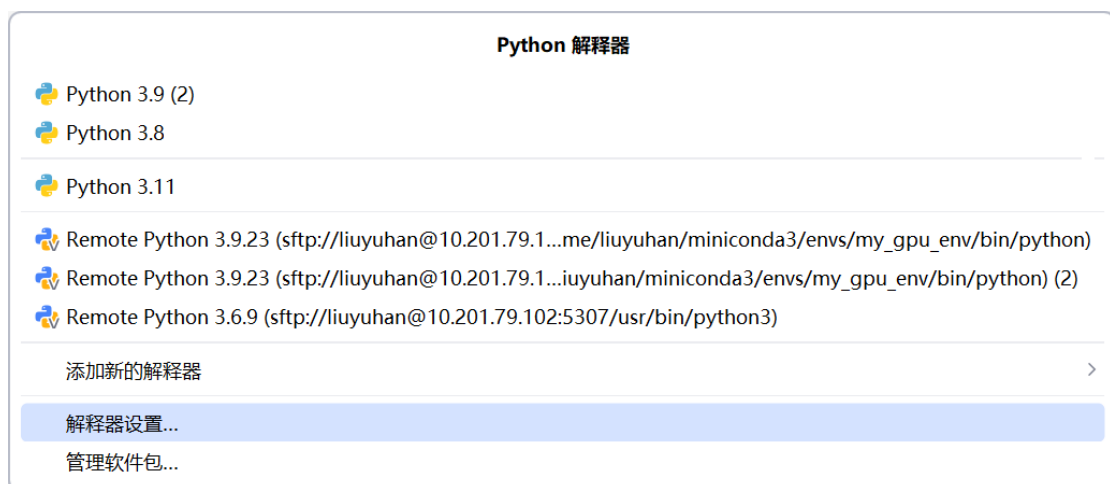 Python 解释器
Python 3.9 (2)
Python 3.8
Python 3.11
Remote Python 3.9.23 (sftp://liuyuhan@10.201.79.1...me/liuyuhan/miniconda3/envs/my_gpu_env/bin/python)
Remote Python 3.9.23 (sftp://liuyuhan@10.201.79.1...iuyuhan/miniconda3/envs/my_gpu_env/bin/python) (2)
Remote Python 3.6.9 (sftp://liuyuhan@10.201.79.102:5307/usr/bin/python3)
添加新的解释器
解释器设置...
管理软件包...